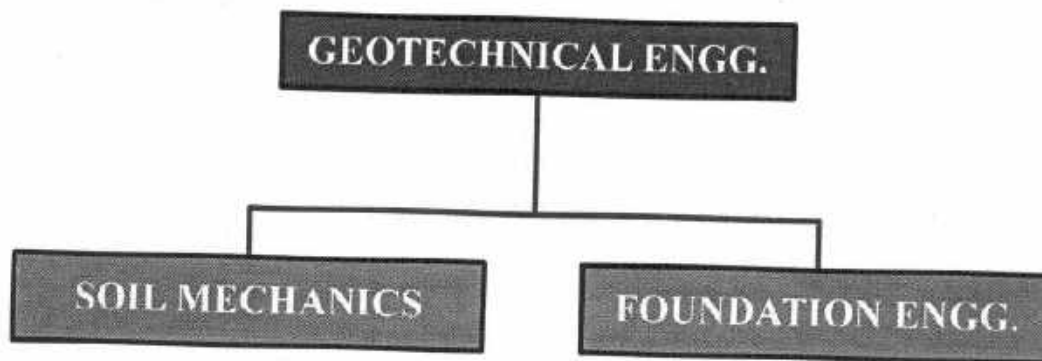 GEOTECHNICAL ENGG.
SOIL MECHANICS
FOUNDATION ENGG.